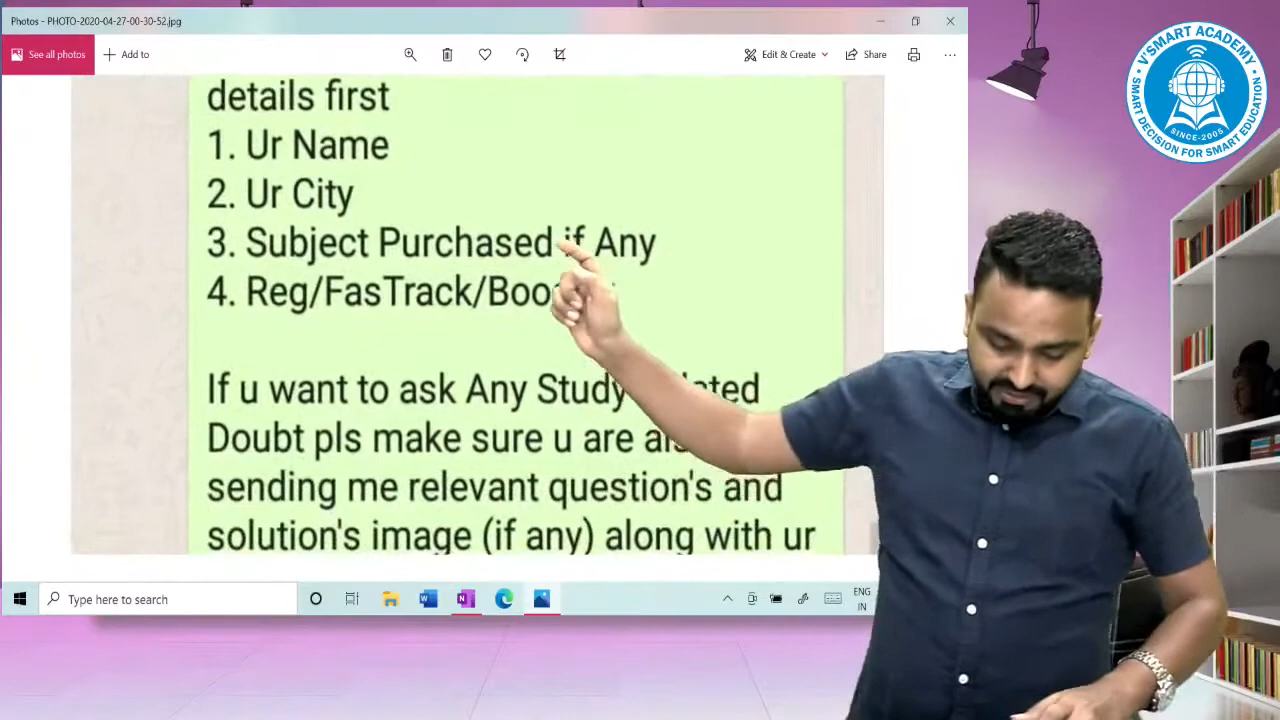 Photos - PHOTO-2020-04-27-00-30-52.jpg
See all photos
Add to
Edit & Create
Share
details first
1. Ur Name
2. Ur City
3. Subject Purchased if Any
4. Reg/FasTrack/
If u want to ask Any Study
Doubt pls make sure u are
sending me relevant question's and
solution's image (if any) along with ur
Type here to search
ENG
IN
V'SMART ACADEMY
SINCE-2005
SMART DECISION FOR SMART EDUCATION